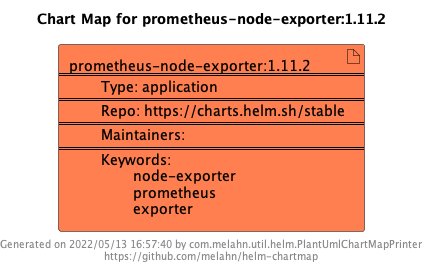 Chart Map for prometheus-node-exporter:1.11.2
prometheus-node-exporter:1.11.2
Type: application
Repo: https://charts.helm.sh/stable
Maintainers:
Keywords:
node-exporter
prometheus
exporter
Generated on 2022/05/13 16:57:40 by com.melahn.util.helm.PlantUmlChartMapPrinter
https://github.com/melahn/helm-chartmap